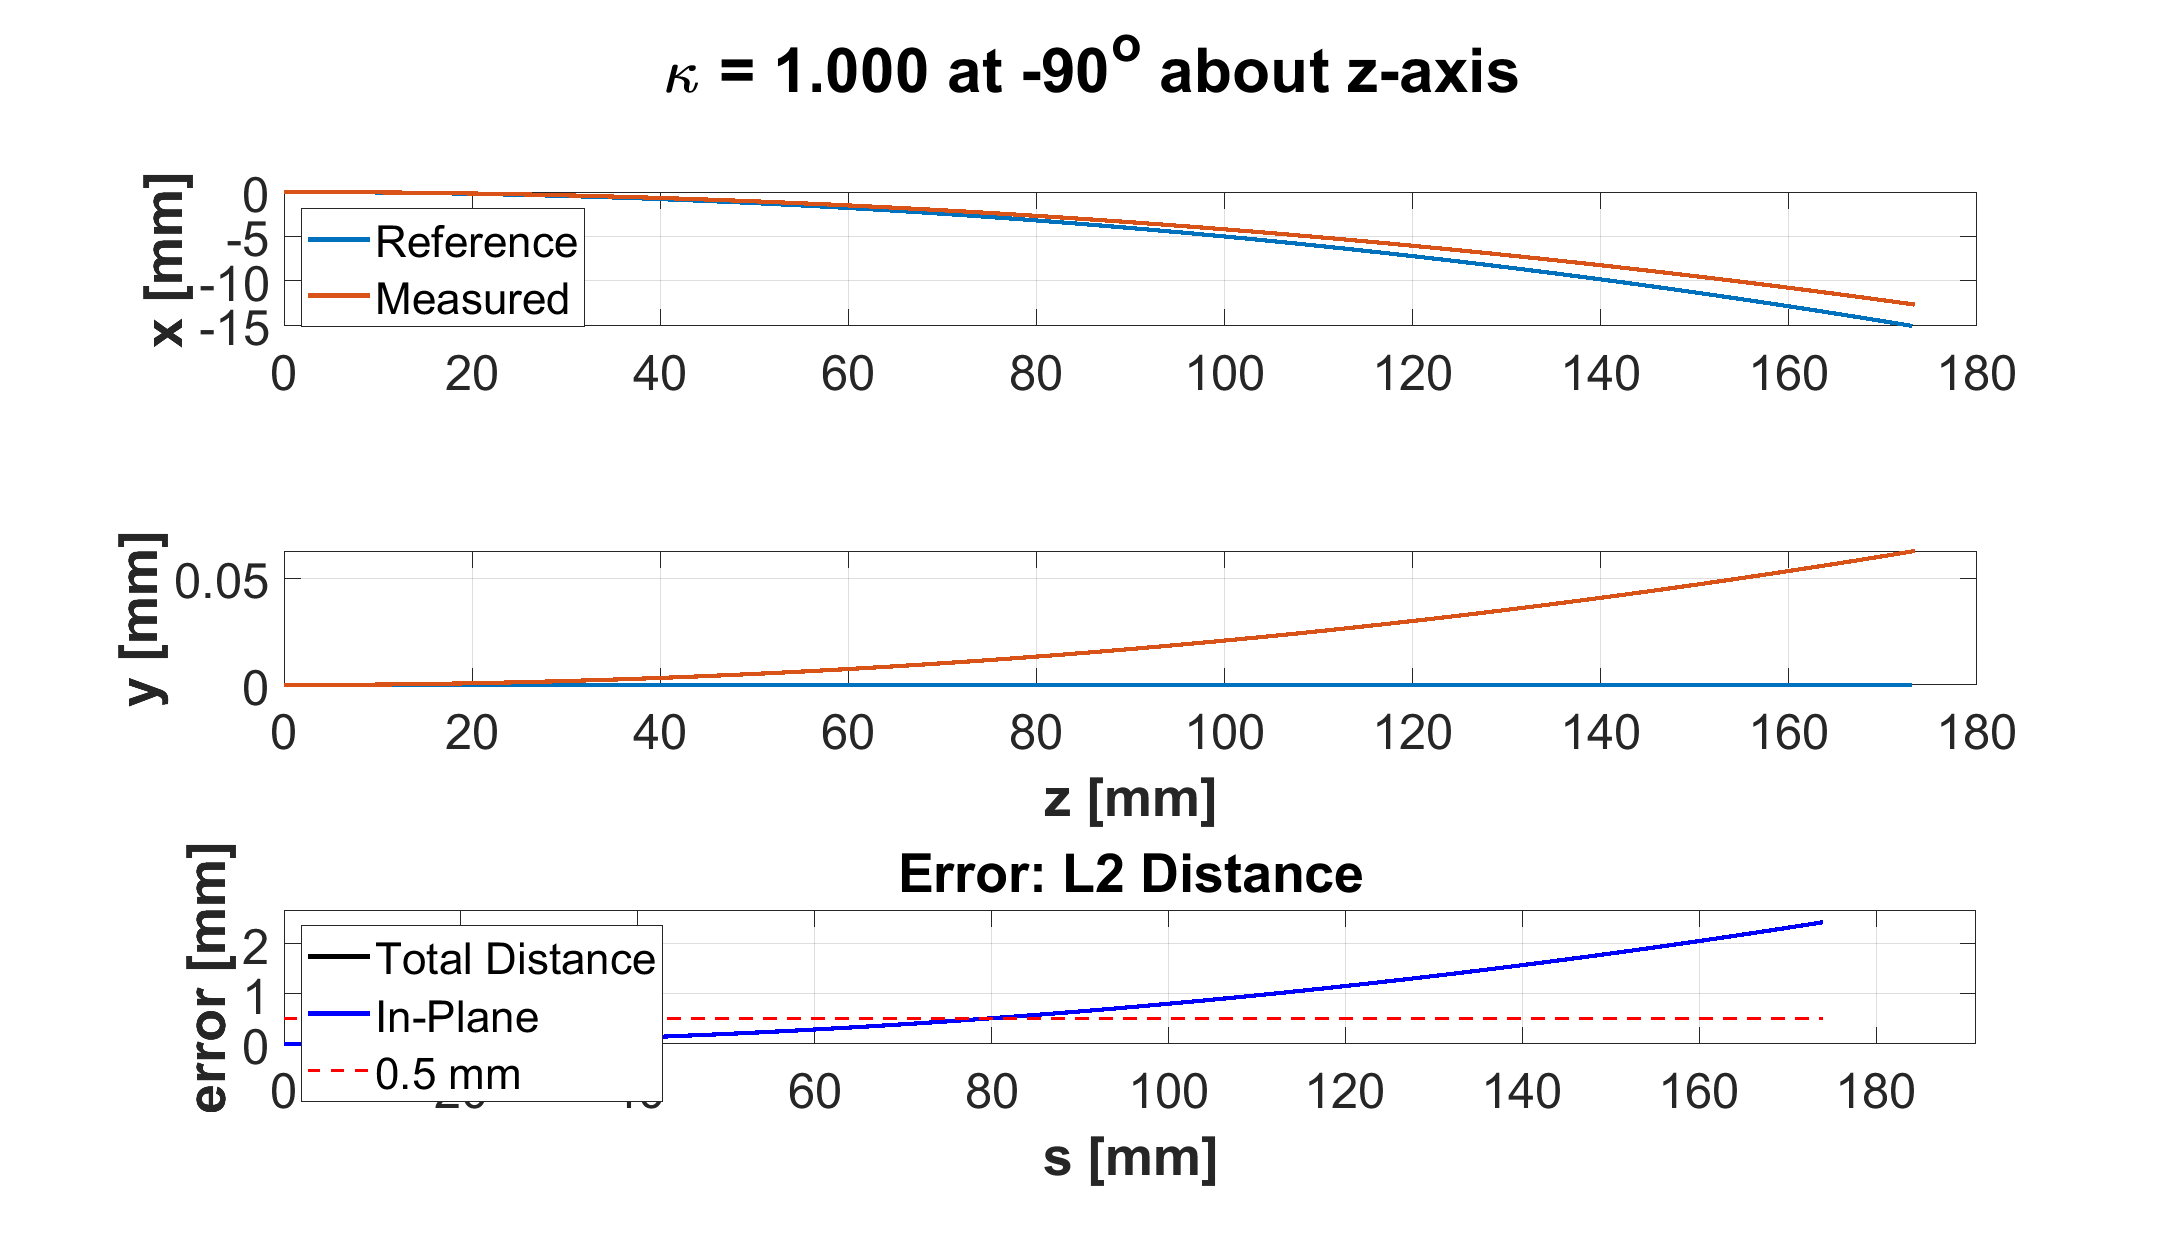 κ = 1.000 at -90° about z-axis
x [mm]
0
-5
-10
-15
Reference
Measured
0 20 40 60 80 100 120 140 160 180
y [mm]
0.05
0
0 20 40 60 80 100 120 140 160 180
z [mm]
Error: L2 Distance
error [mm]
2
1
0
Total Distance
In-Plane
0.5 mm
0 60 80 100 120 140 160 180
s [mm]